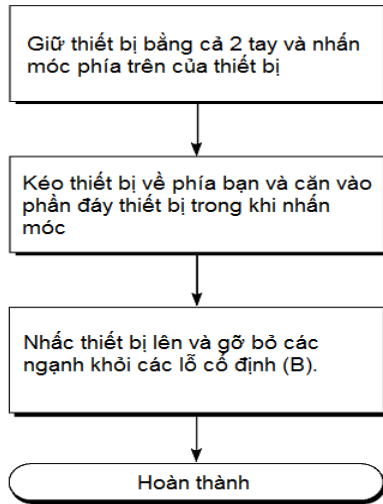 Giữ thiết bị bằng cả 2 tay và nhấn
móc phía trên của thiết bị
Kéo thiết bị về phía bạn và căn vào
phần đáy thiết bị trong khi nhấn
móc
Nhấc thiết bị lên và gỡ bỏ các
ngạnh khỏi các lỗ cố định (B).
Hoàn thành